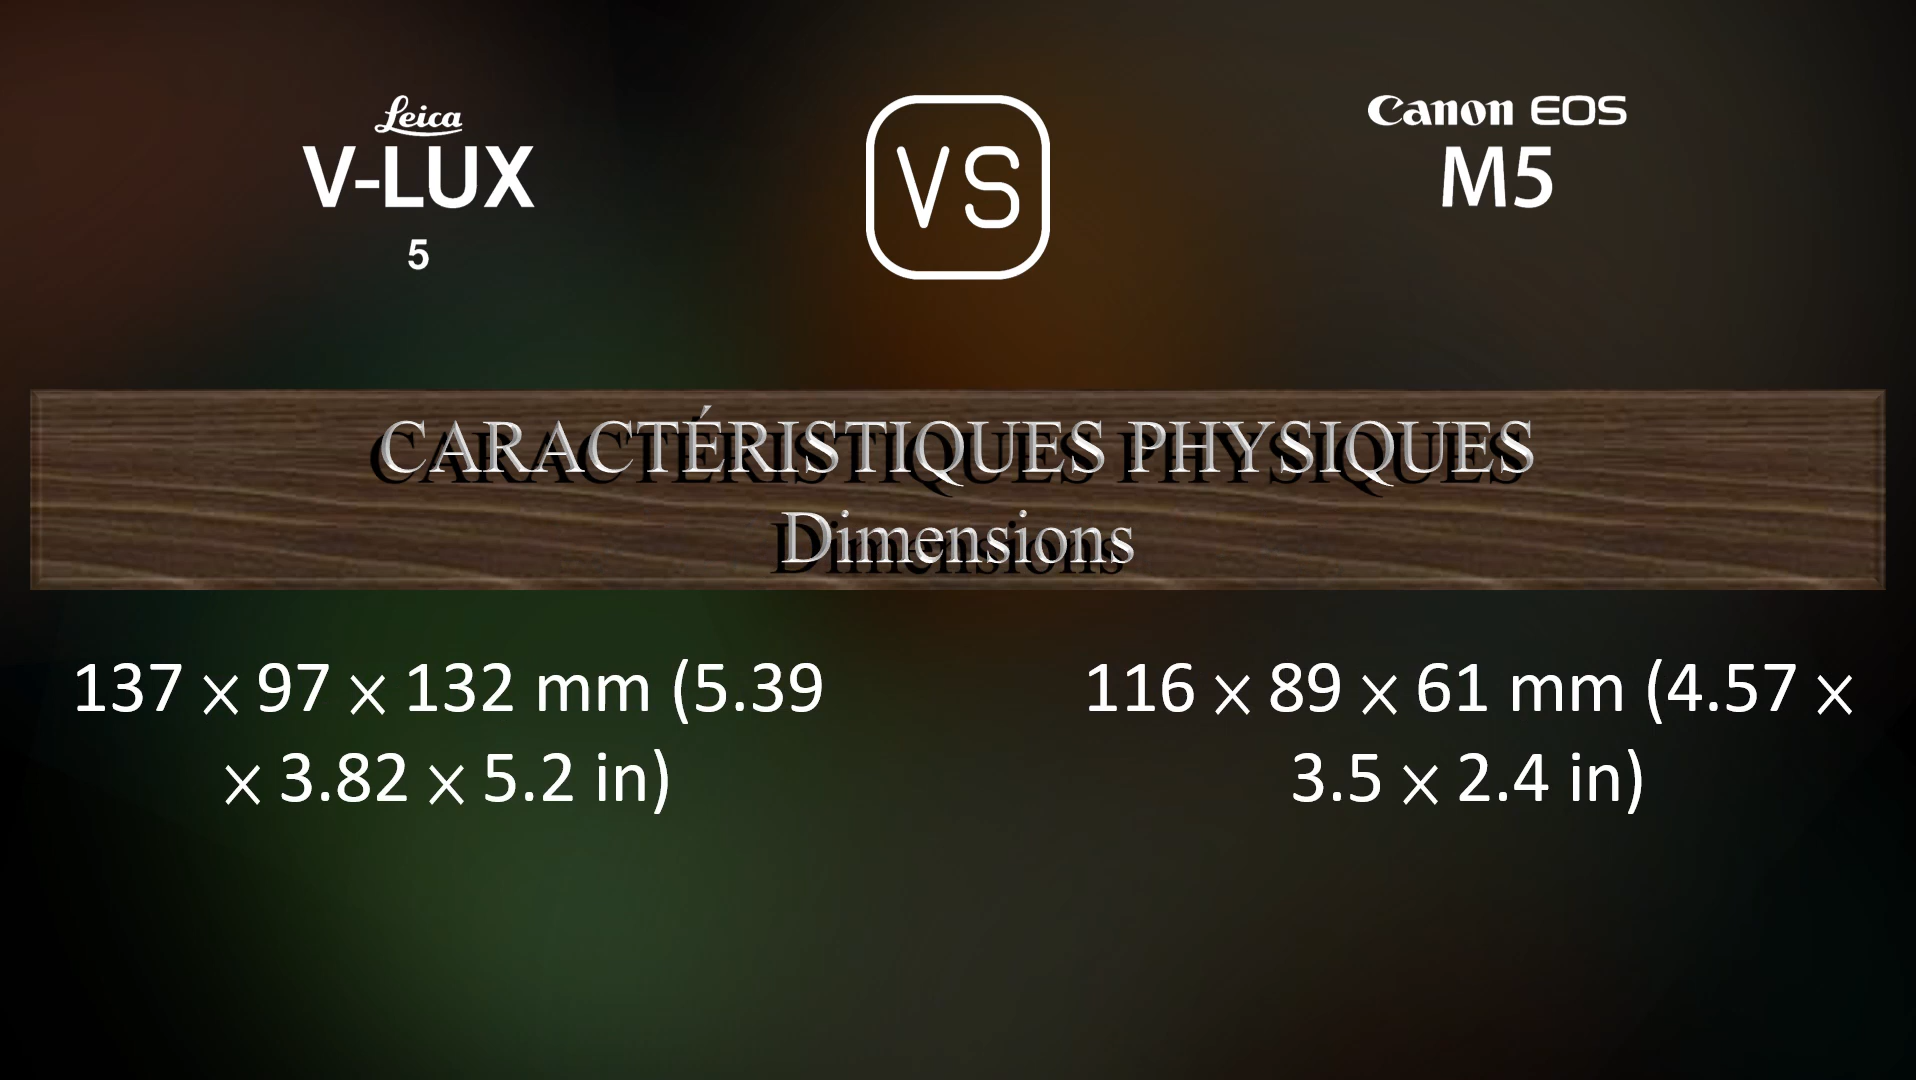 Leica
V-LUX
5
VS
Canon EOS
M5
CARACTÉRISTIQUES PHYSIQUES
Dimensions
137 x 97 x 132 mm (5.39
x 3.82 x 5.2 in)
116 x 89 x 61 mm (4.57 x
3.5 x 2.4 in)